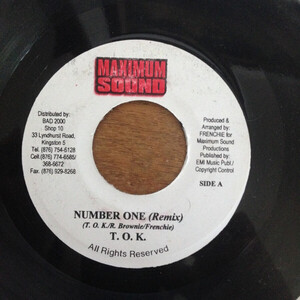 MAXIMUM
SOUND
Distributed by:
BAD 2000
Shop 10
33 Lyndhurst Road,
Kingston 5
Tel: (876) 754-6128
Cell: (876) 774-6580/
368-6672
Fax: (876) 929-8268
Produced &
Arranged by:
FRENCHIE for
Maximum Sound
Productions
Published by:
EMI Music Publ./
Copyright Control
SIDE A
NUMBER ONE (Remix)
(T. O. K./R. Brownie/Frenchie)
T. O. K.
All Rights Reserved